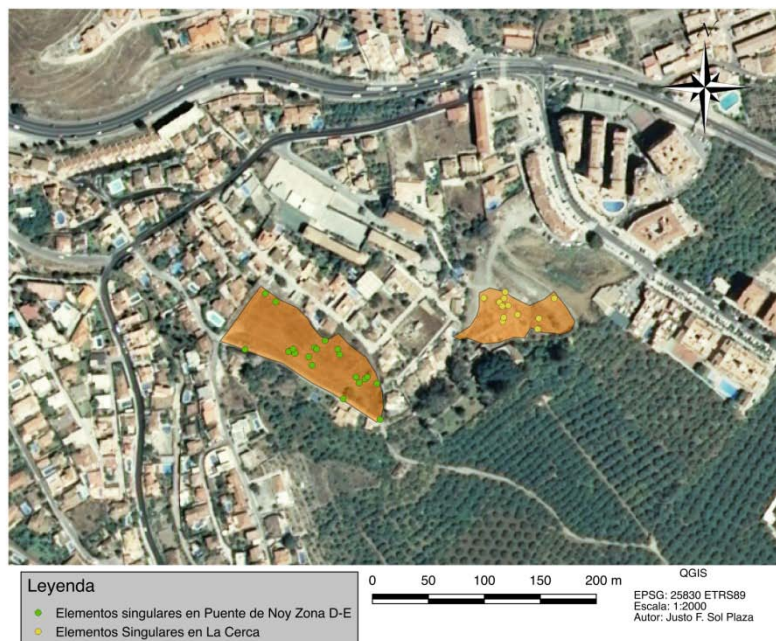 N
Leyenda
Elementos singulares en Puente de Noy Zona D-E
Elementos Singulares en La Cerca
0 50 100 150 200 m
QGIS
EPSG: 25830 ETRS89
Escala: 1:2000
Autor: Justo F. Sol Plaza